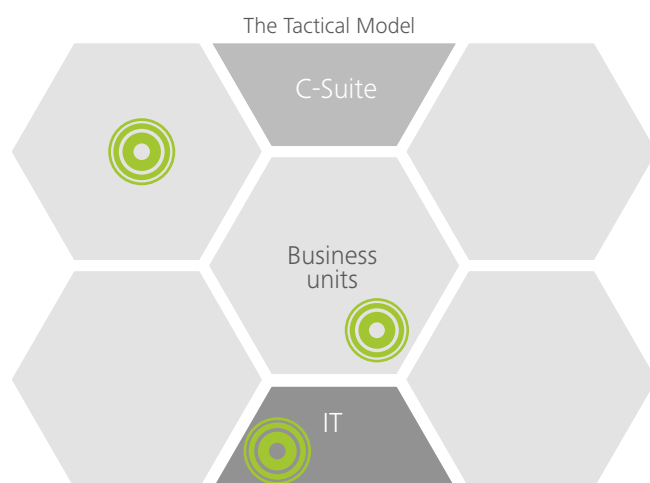 The Tactical Model
C-Suite
Business
units
IT